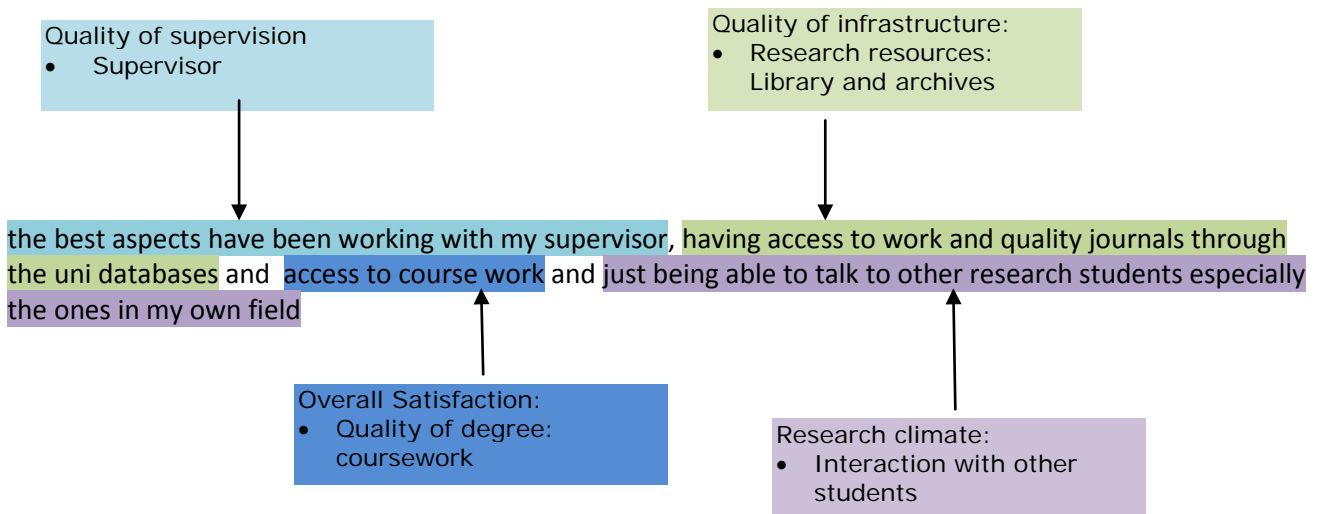 Quality of supervision
• Supervisor
Quality of infrastructure:
• Research resources:
Library and archives
the best aspects have been working with my supervisor, having access to work and quality journals through
the uni databases and access to course work and just being able to talk to other research students especially
the ones in my own field
Overall Satisfaction:
• Quality of degree:
coursework
Research climate:
• Interaction with other
students